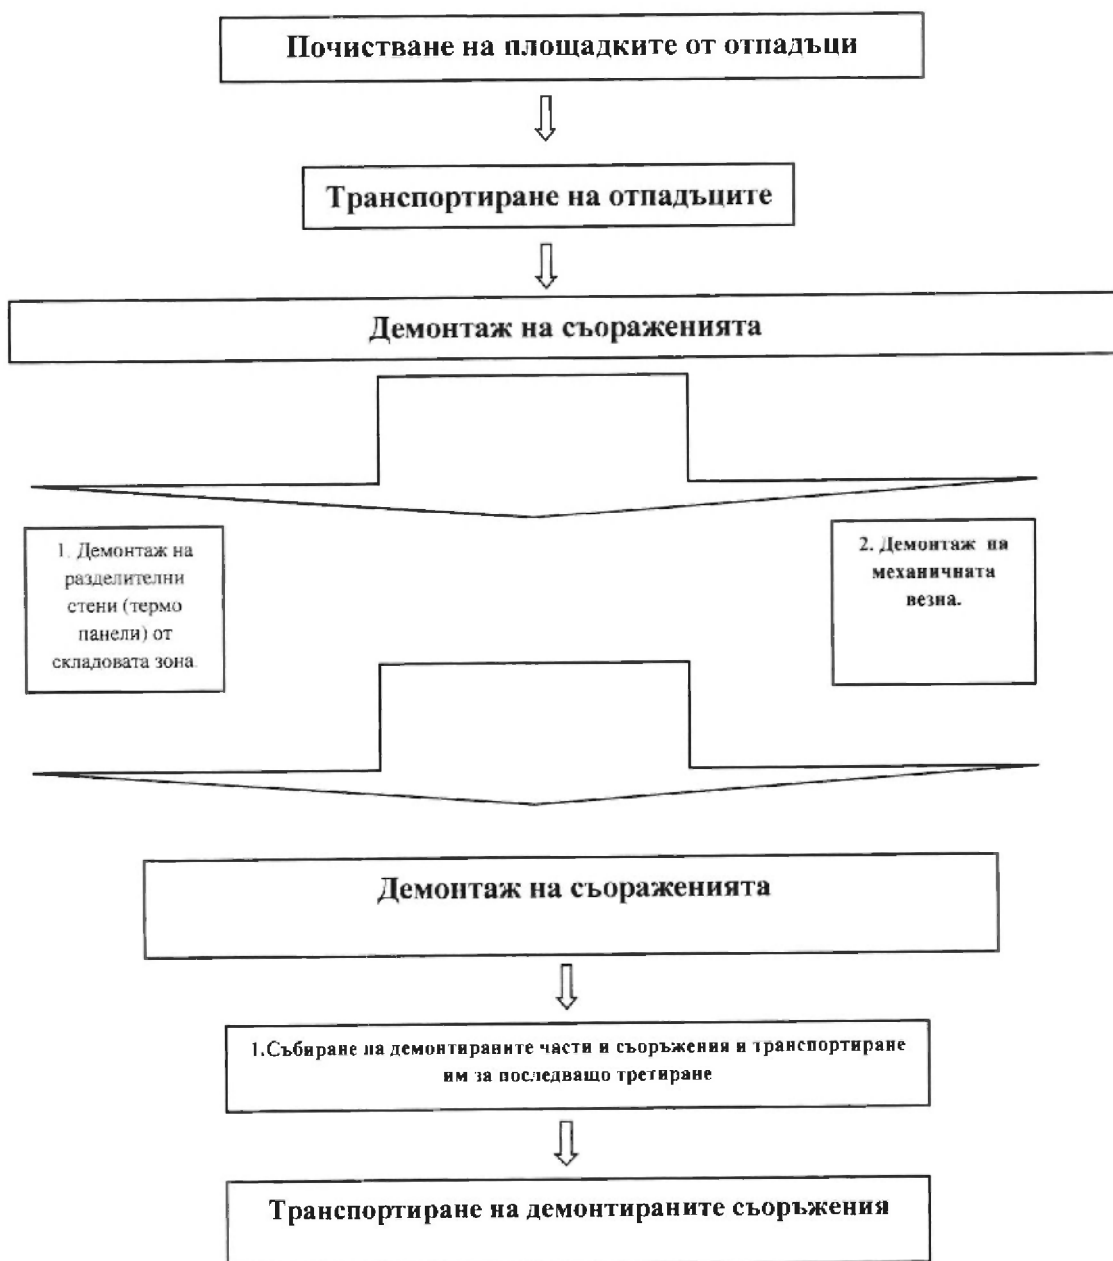 Почистване на площадките от отпадъци
Транспортиране на отпадъците
Демонтаж на съораженията
1. Демонтаж на
разделителни
стени (термо
панели) от
складовата зона.
2. Демонтаж на
механичната
везна.
Демонтаж на съораженията
1.Събиране на демонтираните части и съоръжения и транспортиране
им за последващо третиране
Транспортиране на демонтираните съоръжения